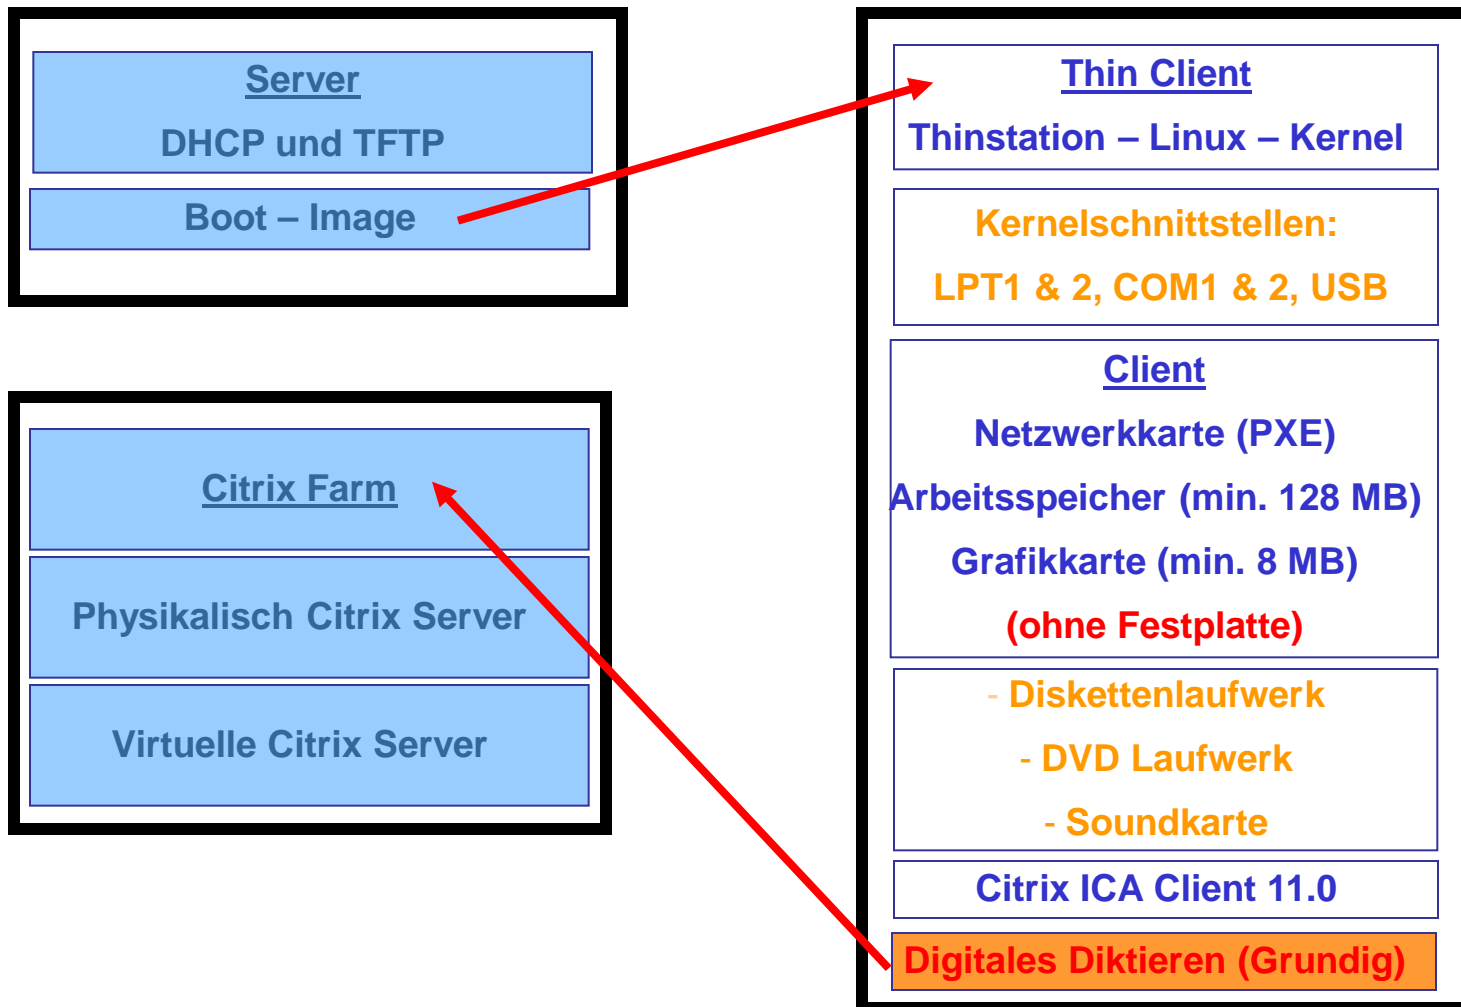 Server
DHCP und TFTP
Boot – Image
Citrix Farm
Physikalisch Citrix Server
Virtuelle Citrix Server
Thin Client
Thinstation – Linux – Kernel
Kernelschnittstellen:
LPT1 & 2, COM1 & 2, USB
Client
Netzwerkkarte (PXE)
Arbeitsspeicher (min. 128 MB)
Grafikkarte (min. 8 MB)
(ohne Festplatte)
- Diskettenlaufwerk
- DVD Laufwerk
- Soundkarte
Citrix ICA Client 11.0
Digitales Diktieren (Grundig)